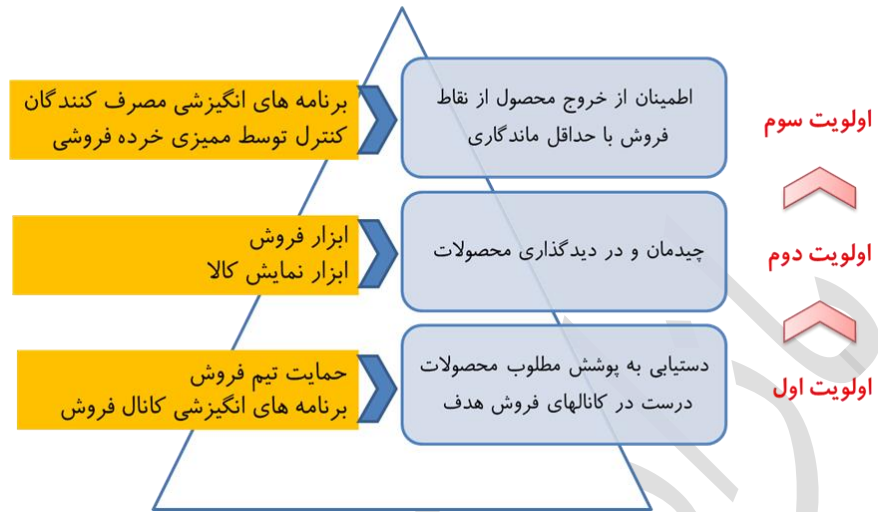 اولویت سوم
اطمینان از خروج محصول از نقاط
فروش با حداقل ماندگاری
برنامه های انگیزشی مصرف کنندگان
کنترل توسط ممیزی خرده فروشی
اولویت دوم
چیدمان و در دیدگذاری محصولات
ابزار فروش
ابزار نمایش کالا
اولویت اول
دستیابی به پوشش مطلوب محصولات
درست در کانالهای فروش هدف
حمایت تیم فروش
برنامه های انگیزشی کانال فروش